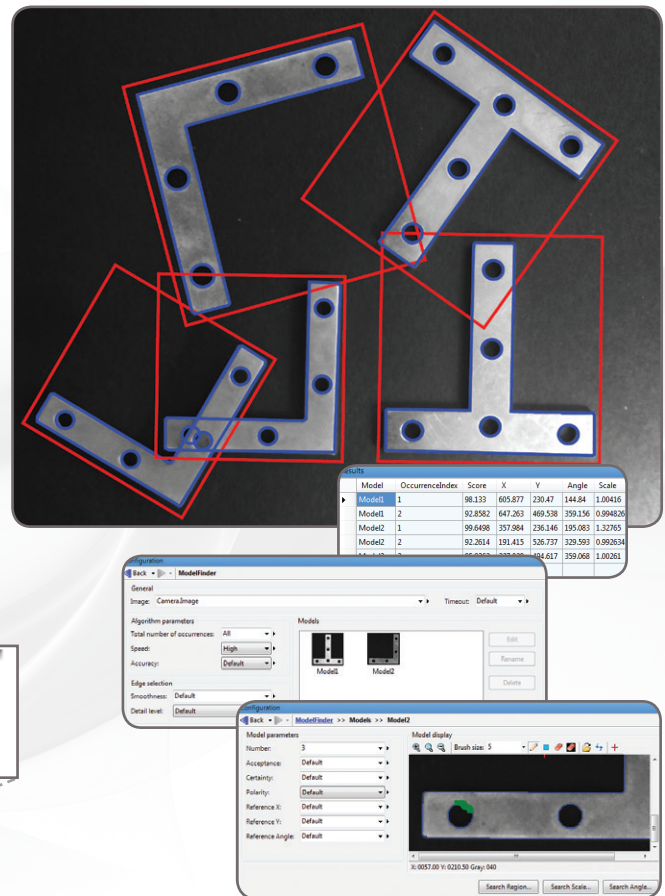 Results
Model OccurrenceIndex Score X Y Angle Scale
Model1 1 98.133 605.877 230.47 144.84 1.00416
Model1 2 92.8582 647.263 469.538 359.156 0.994826
Model2 1 99.6498 357.984 236.146 195.083 1.32765
Model2 2 92.2614 191.415 526.737 329.593 0.992634
359.068 1.00261
Configuration
Back ModelFinder
General
Image: Camera.Image Timeout: Default
Algorithm parameters Models
Total number of occurrences: All Edit
Speed: High Rename
Accuracy: Default Delete
Model1 Model2
Edge selection
Smoothness: Default
Detail level: Default
Configuration
Back ModelFinder >> Models >> Model2
Model parameters Model display
Number: 3 Brush size: 5
Acceptance: Default
Certainty: Default
Polarity: Default
Reference X: Default
Reference Y: Default
Reference Angle: Default
X: 0057.00 Y: 0210.50 Gray: 040
Search Region... Search Scale... Search Angle...